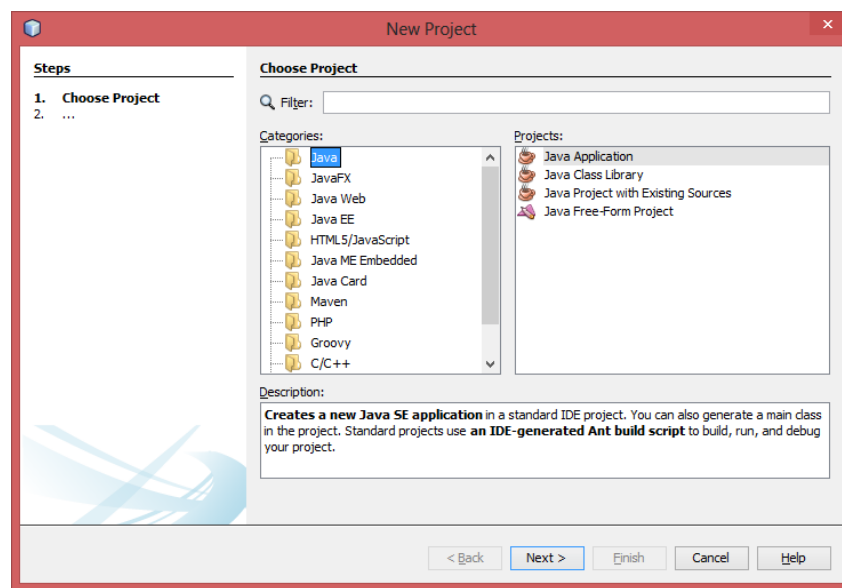 New Project
Steps
1. Choose Project
2. ...
Choose Project
Filter:
Categories:
Java
JavaFX
Java Web
Java EE
HTML5/JavaScript
Java ME Embedded
Java Card
Maven
PHP
Groovy
C/C++
Projects:
Java Application
Java Class Library
Java Project with Existing Sources
Java Free-Form Project
Description:
Creates a new Java SE application in a standard IDE project. You can also generate a main class
in the project. Standard projects use an IDE-generated Ant build script to build, run, and debug
your project.
< Back
Next >
Finish
Cancel
Help